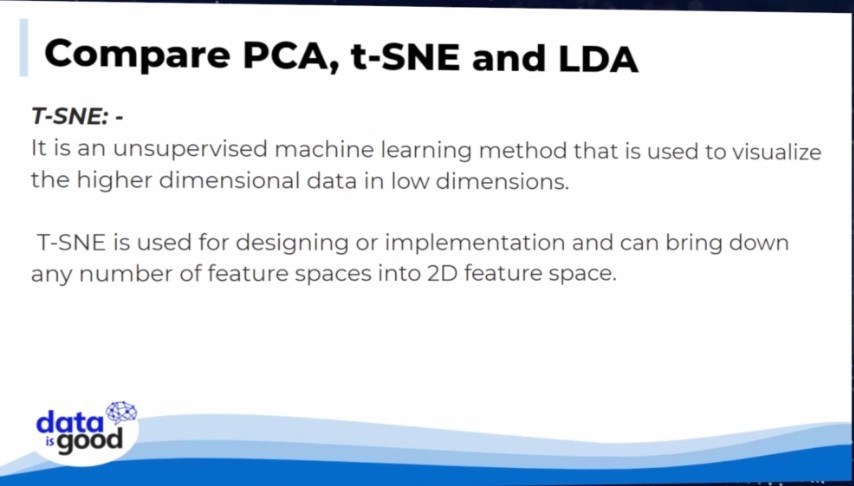 Compare PCA, t-SNE and LDA
T-SNE: -
It is an unsupervised machine learning method that is used to visualize
the higher dimensional data in low dimensions.
T-SNE is used for designing or implementation and can bring down
any number of feature spaces into 2D feature space.
data
is good